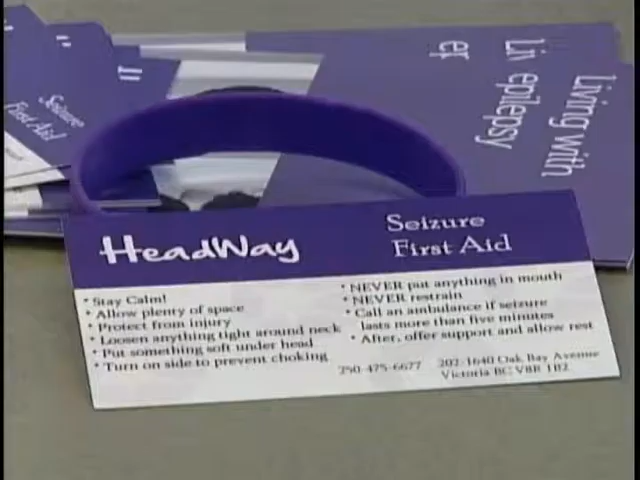 Seizure
First Aid
Liv
ep
epilepsy
Living with
HeadWay
Seizure
First Aid
• Stay Calm!
• Allow plenty of space
• Protect from injury
• Loosen anything tight around neck
• Put something soft under head
• Turn on side to prevent choking
• NEVER put anything in mouth
• NEVER restrain
• Call an ambulance if seizure
lasts more than five minutes
• After, offer support and allow rest
250-475-6677
202-1640 Oak Bay Avenue
Victoria BC V8R 1B2